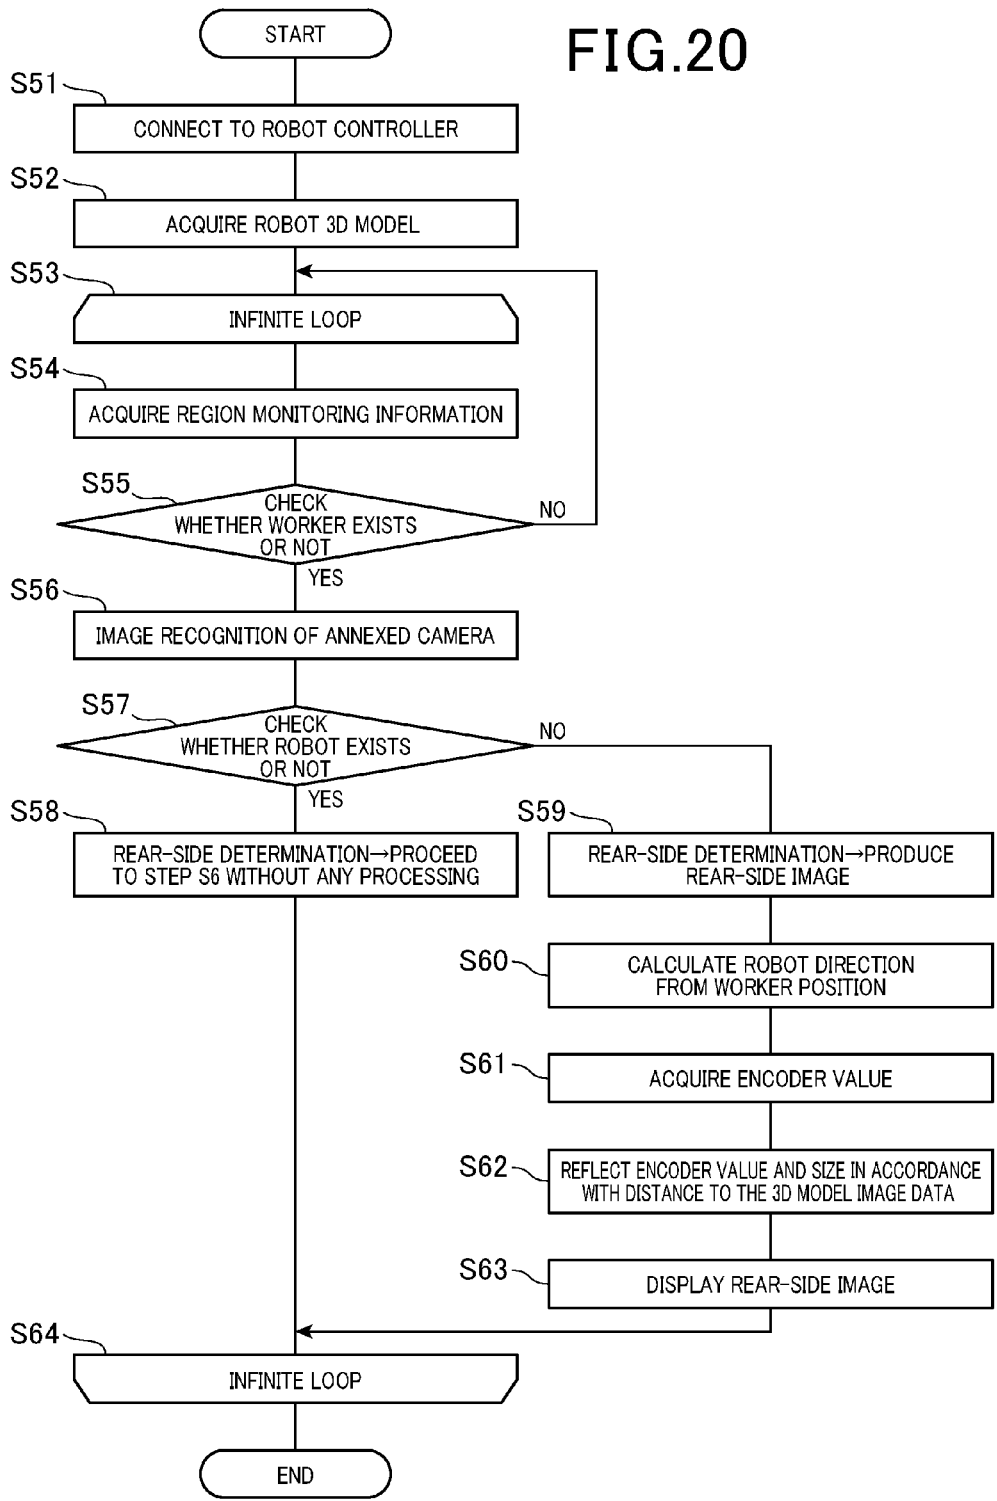 FIG.20
START
S51
CONNECT TO ROBOT CONTROLLER
S52
ACQUIRE ROBOT 3D MODEL
S53
INFINITE LOOP
S54
ACQUIRE REGION MONITORING INFORMATION
S55
CHECK
WHETHER WORKER EXISTS
OR NOT
NO
YES
S56
IMAGE RECOGNITION OF ANNEXED CAMERA
S57
CHECK
WHETHER ROBOT EXISTS
OR NOT
NO
YES
S58
REAR-SIDE DETERMINATION→PROCEED
TO STEP S6 WITHOUT ANY PROCESSING
S59
REAR-SIDE DETERMINATION→PRODUCE
REAR-SIDE IMAGE
S60
CALCULATE ROBOT DIRECTION
FROM WORKER POSITION
S61
ACQUIRE ENCODER VALUE
S62
REFLECT ENCODER VALUE AND SIZE IN ACCORDANCE
WITH DISTANCE TO THE 3D MODEL IMAGE DATA
S63
DISPLAY REAR-SIDE IMAGE
S64
INFINITE LOOP
END